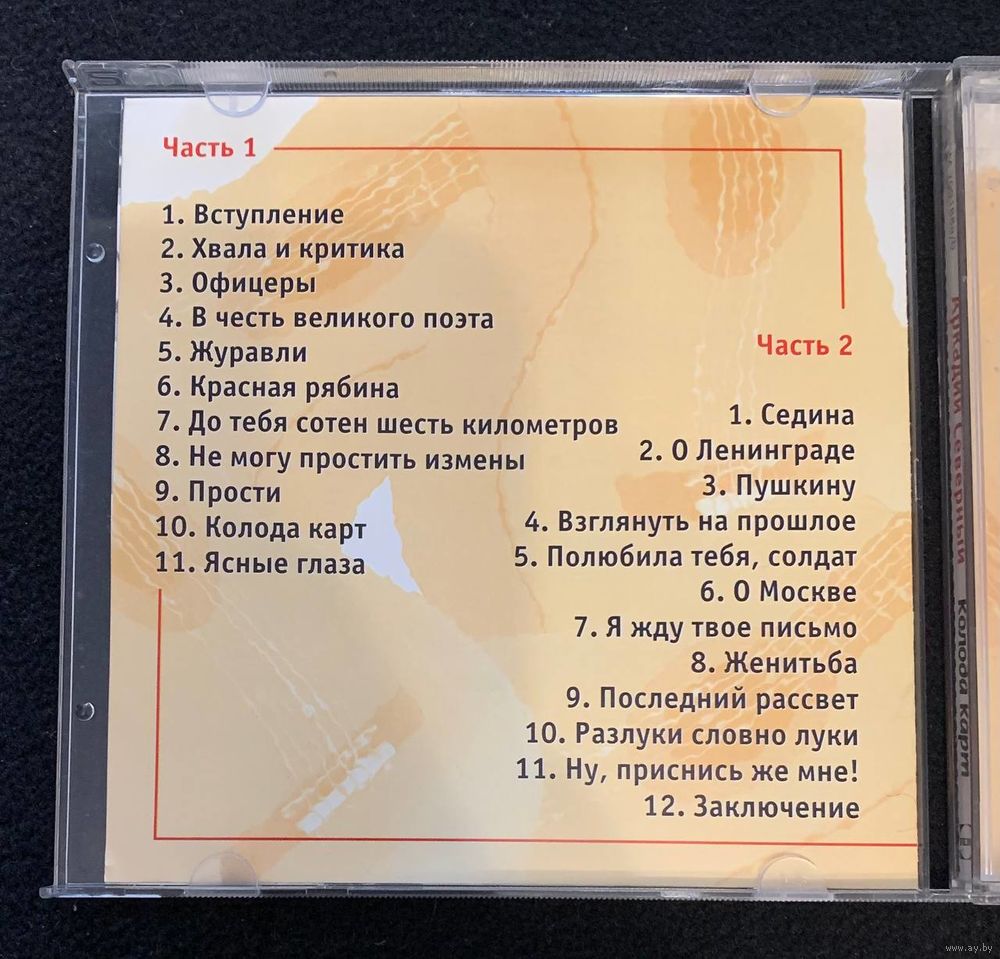 Часть 1
1. Вступление
2. Хвала и критика
3. Офицеры
4. В честь великого поэта
5. Журавли
6. Красная рябина
7. До тебя сотен шесть километров
8. Не могу простить измены
9. Прости
10. Колода карт
11. Ясные глаза
Часть 2
1. Седина
2. О Ленинграде
3. Пушкину
4. Взглянуть на прошлое
5. Полюбила тебя, солдат
6. О Москве
7. Я жду твое письмо
8. Женитьба
9. Последний рассвет
10. Разлуки словно луки
11. Ну, приснись же мне!
12. Заключение
Аркадий Северный Колода карт
www.ay.by